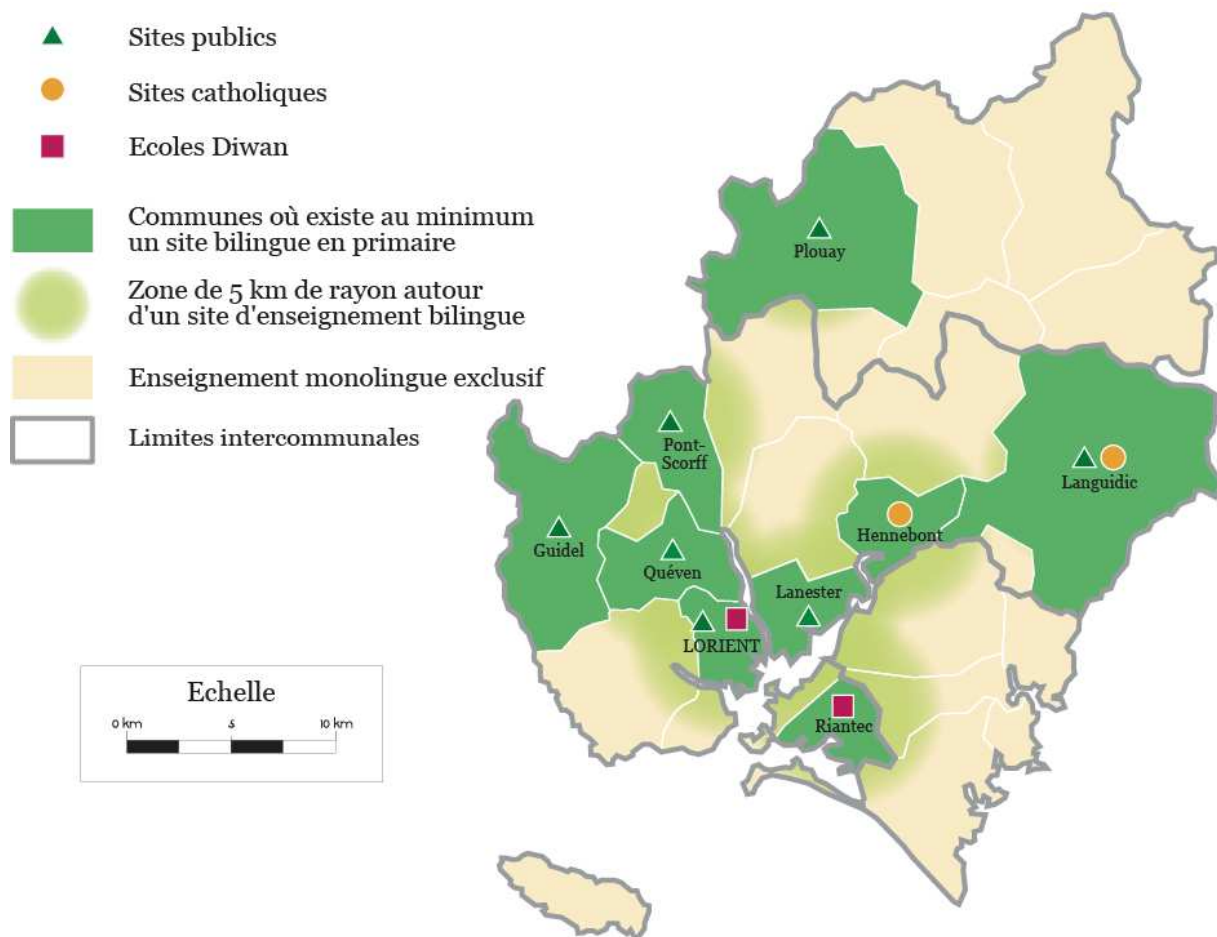 Sites publics
Sites catholiques
Ecoles Diwan
Communes où existe au minimum
un site bilingue en primaire
Zone de 5 km de rayon autour
d'un site d'enseignement bilingue
Enseignement monolingue exclusif
Limites intercommunales
Plouay
Pont-
Scorff
Languidic
Guidel
Hennebont
Quéven
Lanester
LORIENT
Riantec
Echelle
0 km 5 10 km